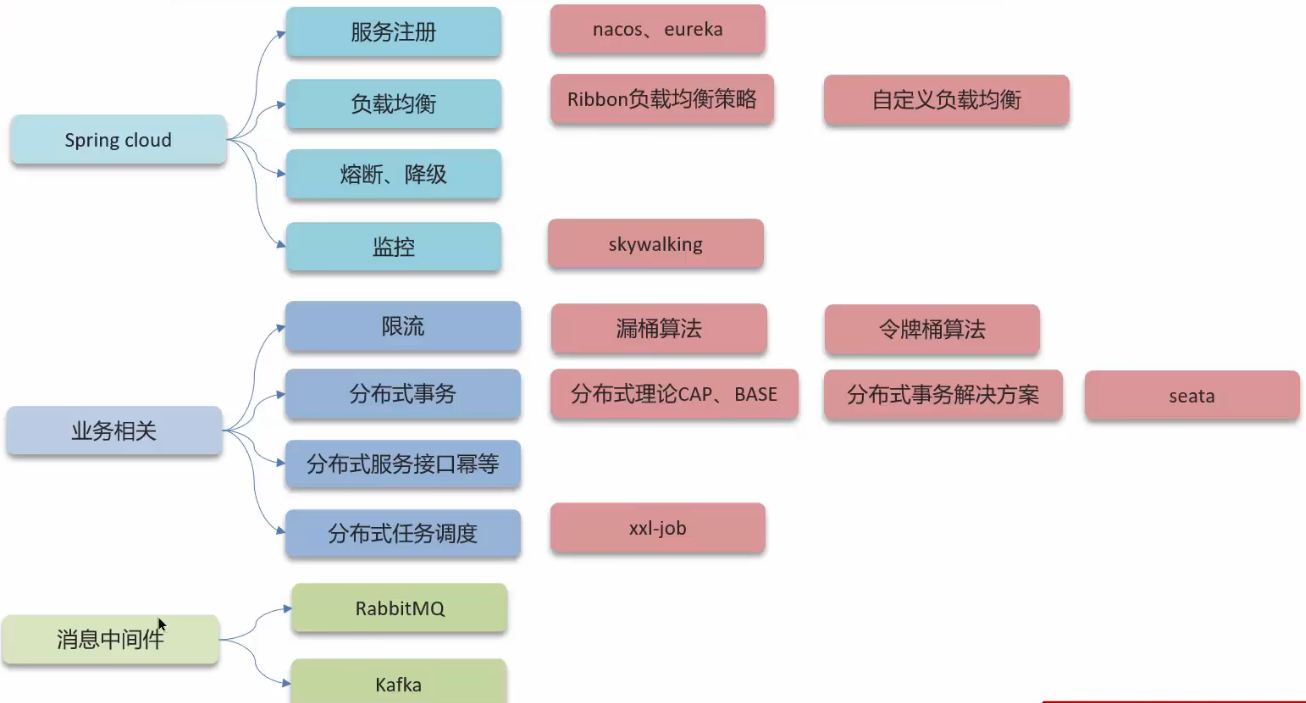 服务注册
nacos、eureka
负载均衡
Ribbon负载均衡策略
自定义负载均衡
Spring cloud
熔断、降级
监控
skywalking
限流
漏桶算法
令牌桶算法
分布式事务
分布式理论CAP、BASE
分布式事务解决方案
seata
业务相关
分布式服务接口幂等
分布式任务调度
xxl-job
消息中间件
RabbitMQ
Kafka